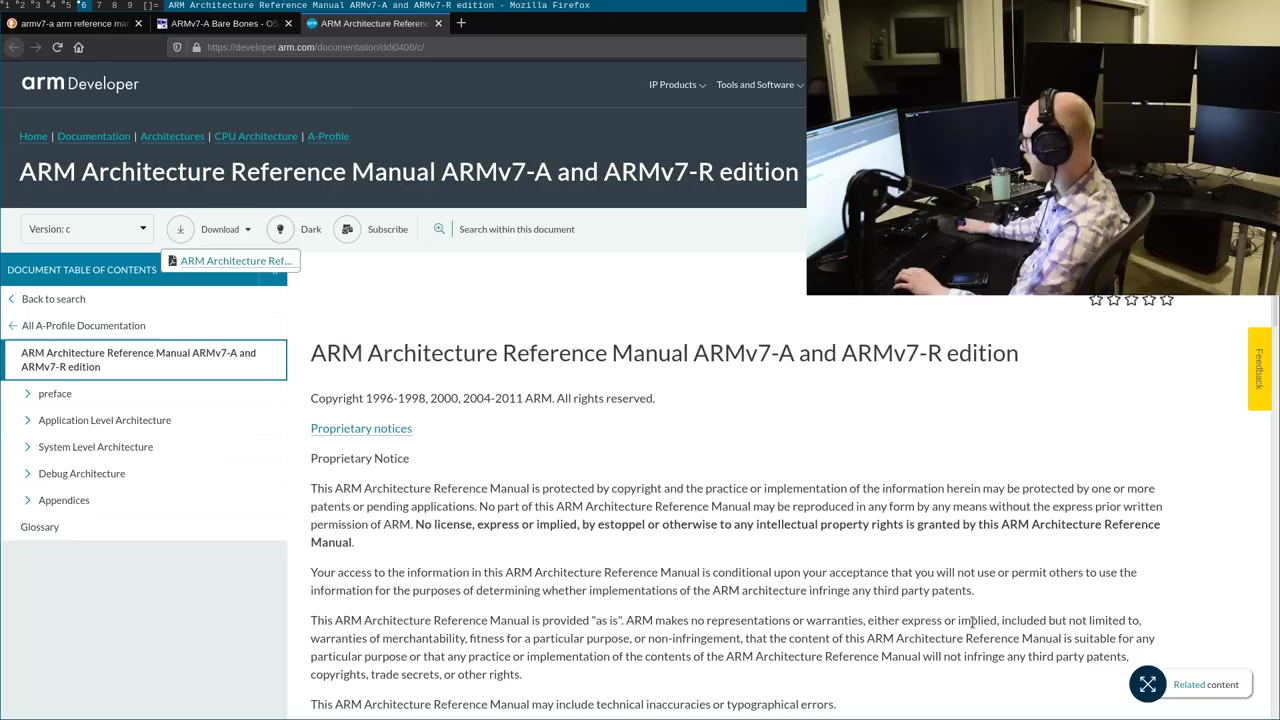 1 2 3 4 5 6 7 8 9 []= ARM Architecture Reference Manual ARMv7-A and ARMv7-R edition - Mozilla Firefox
armv7-a arm reference man
ARMv7-A Bare Bones - OS
ARM Architecture Referenc
https://developer.arm.com/documentation/ddi0406/c/
arm Developer
IP Products
Tools and Software
Home | Documentation | Architectures | CPU Architecture | A-Profile
ARM Architecture Reference Manual ARMv7-A and ARMv7-R edition
Version: c
Download
Dark
Subscribe
Search within this document
ARM Architecture Ref...
DOCUMENT TABLE OF CONTENTS
Back to search
All A-Profile Documentation
ARM Architecture Reference Manual ARMv7-A and
ARMv7-R edition
preface
Application Level Architecture
System Level Architecture
Debug Architecture
Appendices
Glossary
ARM Architecture Reference Manual ARMv7-A and ARMv7-R edition
Copyright 1996-1998, 2000, 2004-2011 ARM. All rights reserved.
Proprietary notices
Proprietary Notice
This ARM Architecture Reference Manual is protected by copyright and the practice or implementation of the information herein may be protected by one or more
patents or pending applications. No part of this ARM Architecture Reference Manual may be reproduced in any form by any means without the express prior written
permission of ARM. No license, express or implied, by estoppel or otherwise to any intellectual property rights is granted by this ARM Architecture Reference
Manual.
Your access to the information in this ARM Architecture Reference Manual is conditional upon your acceptance that you will not use or permit others to use the
information for the purposes of determining whether implementations of the ARM architecture infringe any third party patents.
This ARM Architecture Reference Manual is provided "as is". ARM makes no representations or warranties, either express or implied, included but not limited to,
warranties of merchantability, fitness for a particular purpose, or non-infringement, that the content of this ARM Architecture Reference Manual is suitable for any
particular purpose or that any practice or implementation of the contents of the ARM Architecture Reference Manual will not infringe any third party patents,
copyrights, trade secrets, or other rights.
This ARM Architecture Reference Manual may include technical inaccuracies or typographical errors.
Feedback
Related content